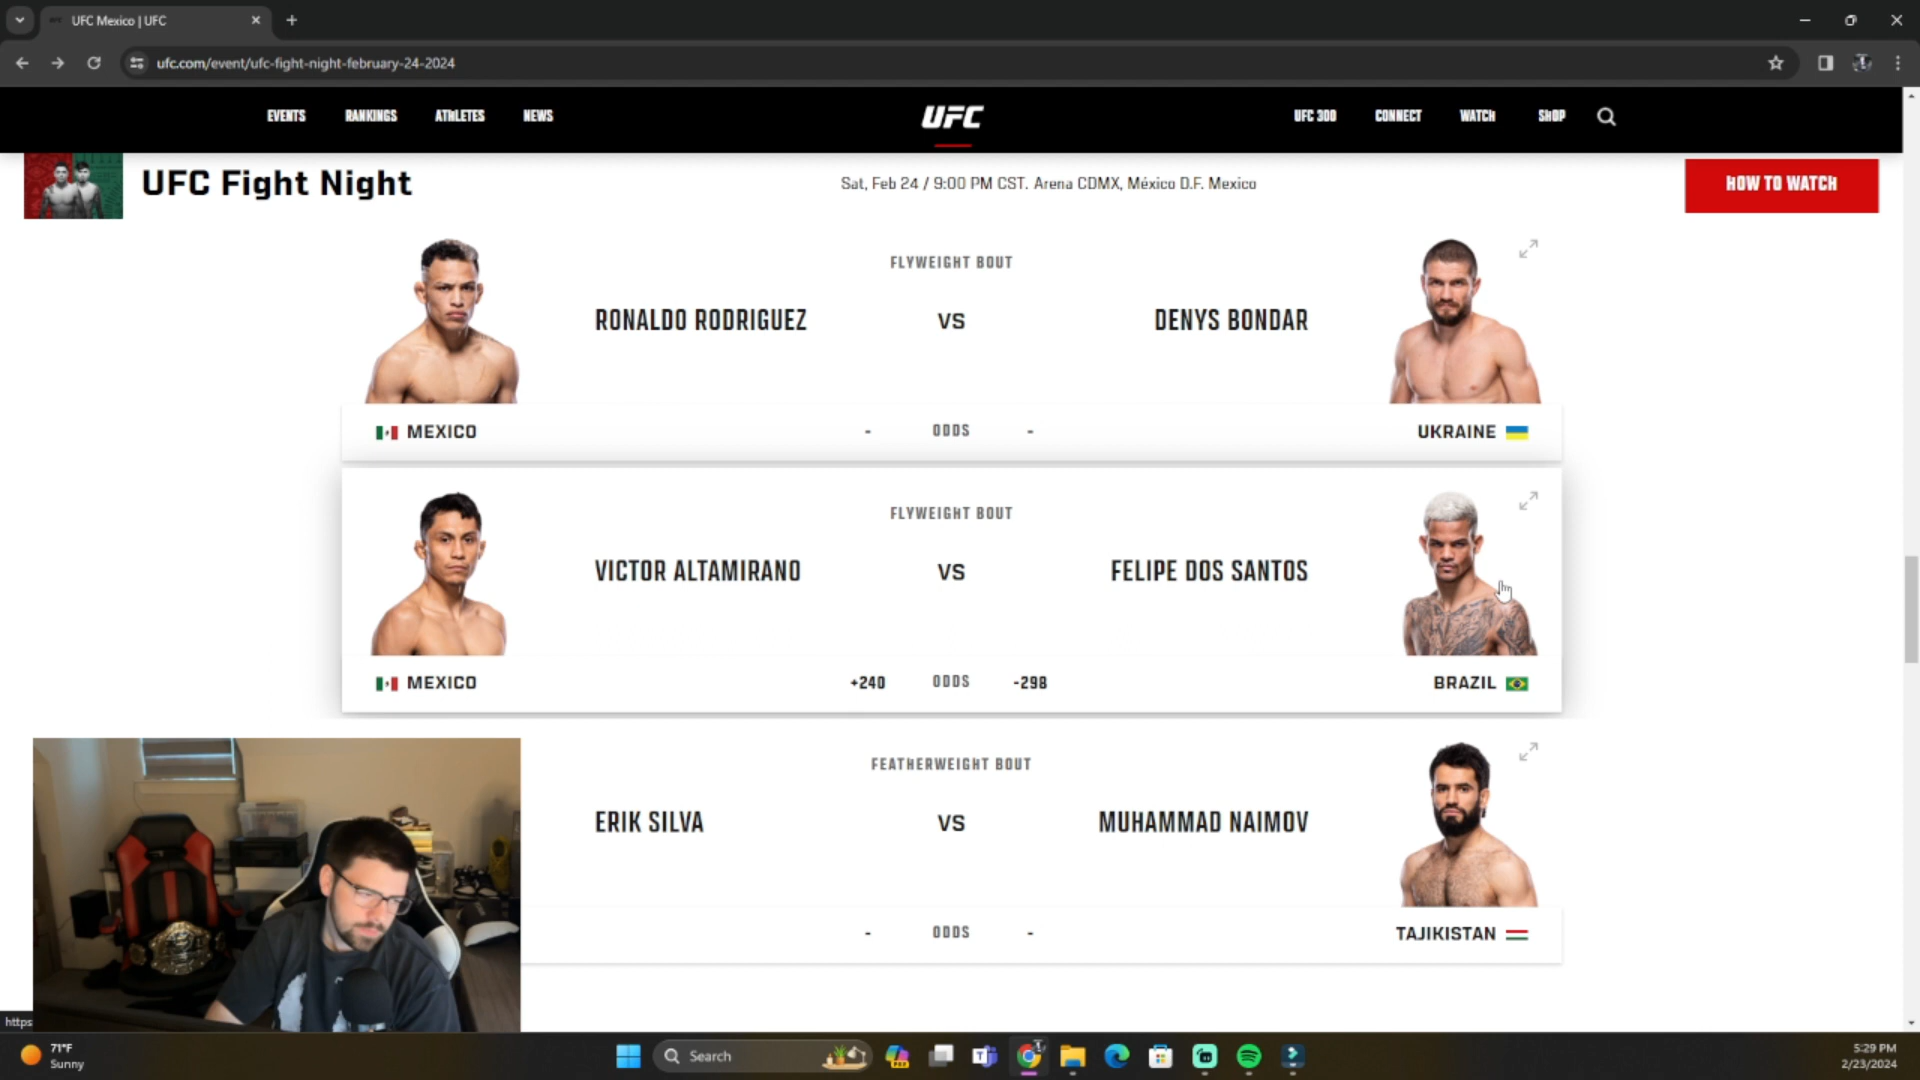 UFC Mexico | UFC
ufc.com/event/ufc-fight-night-february-24-2024
EVENTS RANKINGS ATHLETES NEWS UFC UFC 300 CONNECT WATCH SHOP
UFC Fight Night Sat, Feb 24 / 9:00 PM CST. Arena CDMX, México D.F. Mexico HOW TO WATCH
FLYWEIGHT BOUT
RONALDO RODRIGUEZ VS DENYS BONDAR
MEXICO - ODDS - UKRAINE
FLYWEIGHT BOUT
VICTOR ALTAMIRANO VS FELIPE DOS SANTOS
MEXICO +240 ODDS -298 BRAZIL
FEATHERWEIGHT BOUT
ERIK SILVA VS MUHAMMAD NAIMOV
- ODDS - TAJIKISTAN
https
71°F
Sunny
Search
5:29 PM
2/23/2024